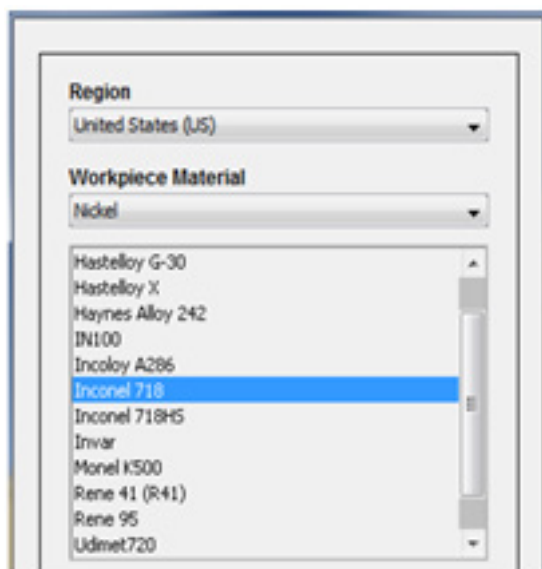 Region
United States (US)
Workpiece Material
Nickel
Hastelloy G-30
Hastelloy X
Haynes Alloy 242
IN100
Incoloy A286
Inconel 718
Inconel 718HS
Invar
Monel K500
Rene 41 (R41)
Rene 95
Udimet720